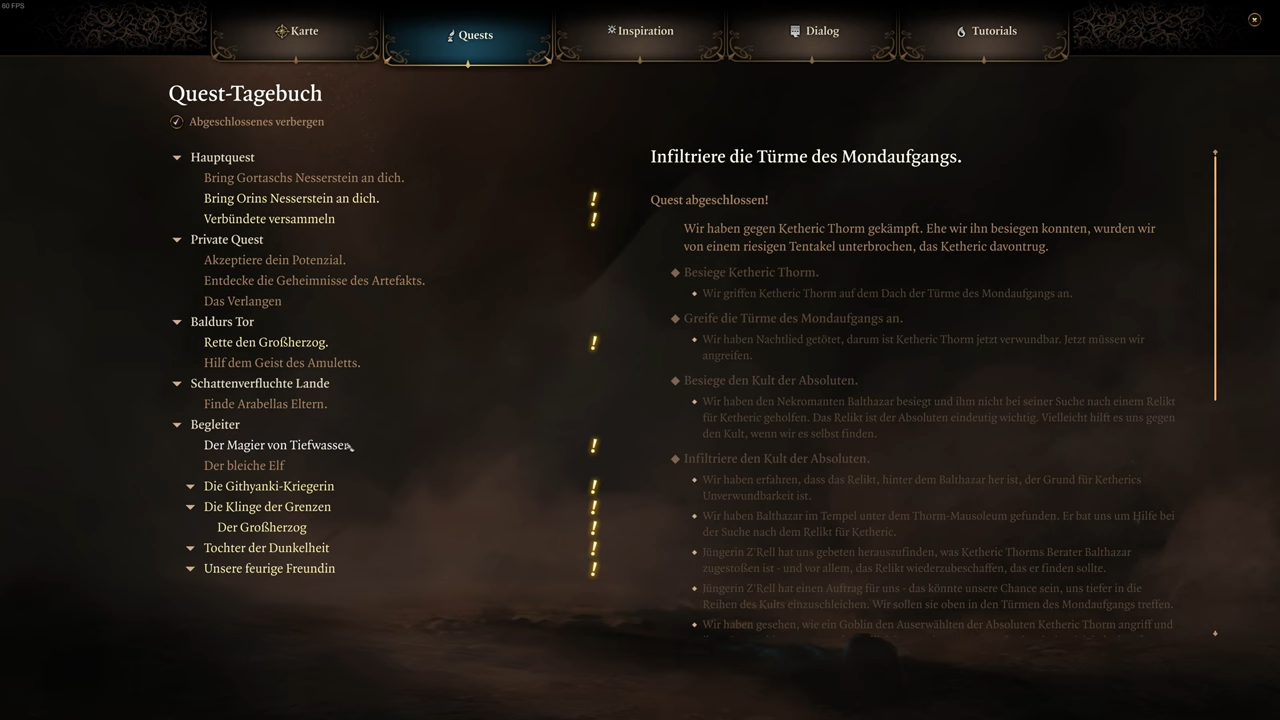 60 FPS
Karte
Quests
Inspiration
Dialog
Tutorials
Quest-Tagebuch
Abgeschlossenes verbergen
Hauptquest
Bring Gortaschs Nesserstein an dich.
Bring Orins Nesserstein an dich.
Verbündete versammeln
Private Quest
Akzeptiere dein Potenzial.
Entdecke die Geheimnisse des Artefakts.
Das Verlangen
Baldurs Tor
Rette den Großherzog.
Hilf dem Geist des Amuletts.
Schattenverfluchte Lande
Finde Arabellas Eltern.
Begleiter
Der Magier von Tiefwasser
Der bleiche Elf
Die Githyanki-Kriegerin
Die Klinge der Grenzen
Der Großherzog
Tochter der Dunkelheit
Unsere feurige Freundin
Infiltriere die Türme des Mondaufgangs.
Quest abgeschlossen!
Wir haben gegen Ketheric Thorm gekämpft. Ehe wir ihn besiegen konnten, wurden wir
von einem riesigen Tentakel unterbrochen, das Ketheric davontrug.
Besiege Ketheric Thorm.
Wir griffen Ketheric Thorm auf dem Dach der Türme des Mondaufgangs an.
Greife die Türme des Mondaufgangs an.
Wir haben Nachtlied getötet, darum ist Ketheric Thorm jetzt verwundbar. Jetzt müssen wir
angreifen.
Besiege den Kult der Absoluten.
Wir haben den Nekromanten Balthazar besiegt und ihm nicht bei seiner Suche nach einem Relikt
für Ketheric geholfen. Das Relikt ist der Absoluten eindeutig wichtig. Vielleicht hilft es uns gegen
den Kult, wenn wir es selbst finden.
Infiltriere den Kult der Absoluten.
Wir haben erfahren, dass das Relikt, hinter dem Balthazar her ist, der Grund für Ketherics
Unverwundbarkeit ist.
Wir haben Balthazar im Tempel unter dem Thorm-Mausoleum gefunden. Er bat uns um Hilfe bei
der Suche nach dem Relikt für Ketheric.
Jüngerin Z'Rell hat uns gebeten herauszufinden, was Ketheric Thorms Berater Balthazar
zugestoßen ist - und vor allem, das Relikt wiederzubeschaffen, das er finden sollte.
Jüngerin Z'Rell hat einen Auftrag für uns - das könnte unsere Chance sein, uns tiefer in die
Reihen des Kults einzuschleichen. Wir sollen sie oben in den Türmen des Mondaufgangs treffen.
Wir haben gesehen, wie ein Goblin den Auserwählten der Absoluten Ketheric Thorm angriff und